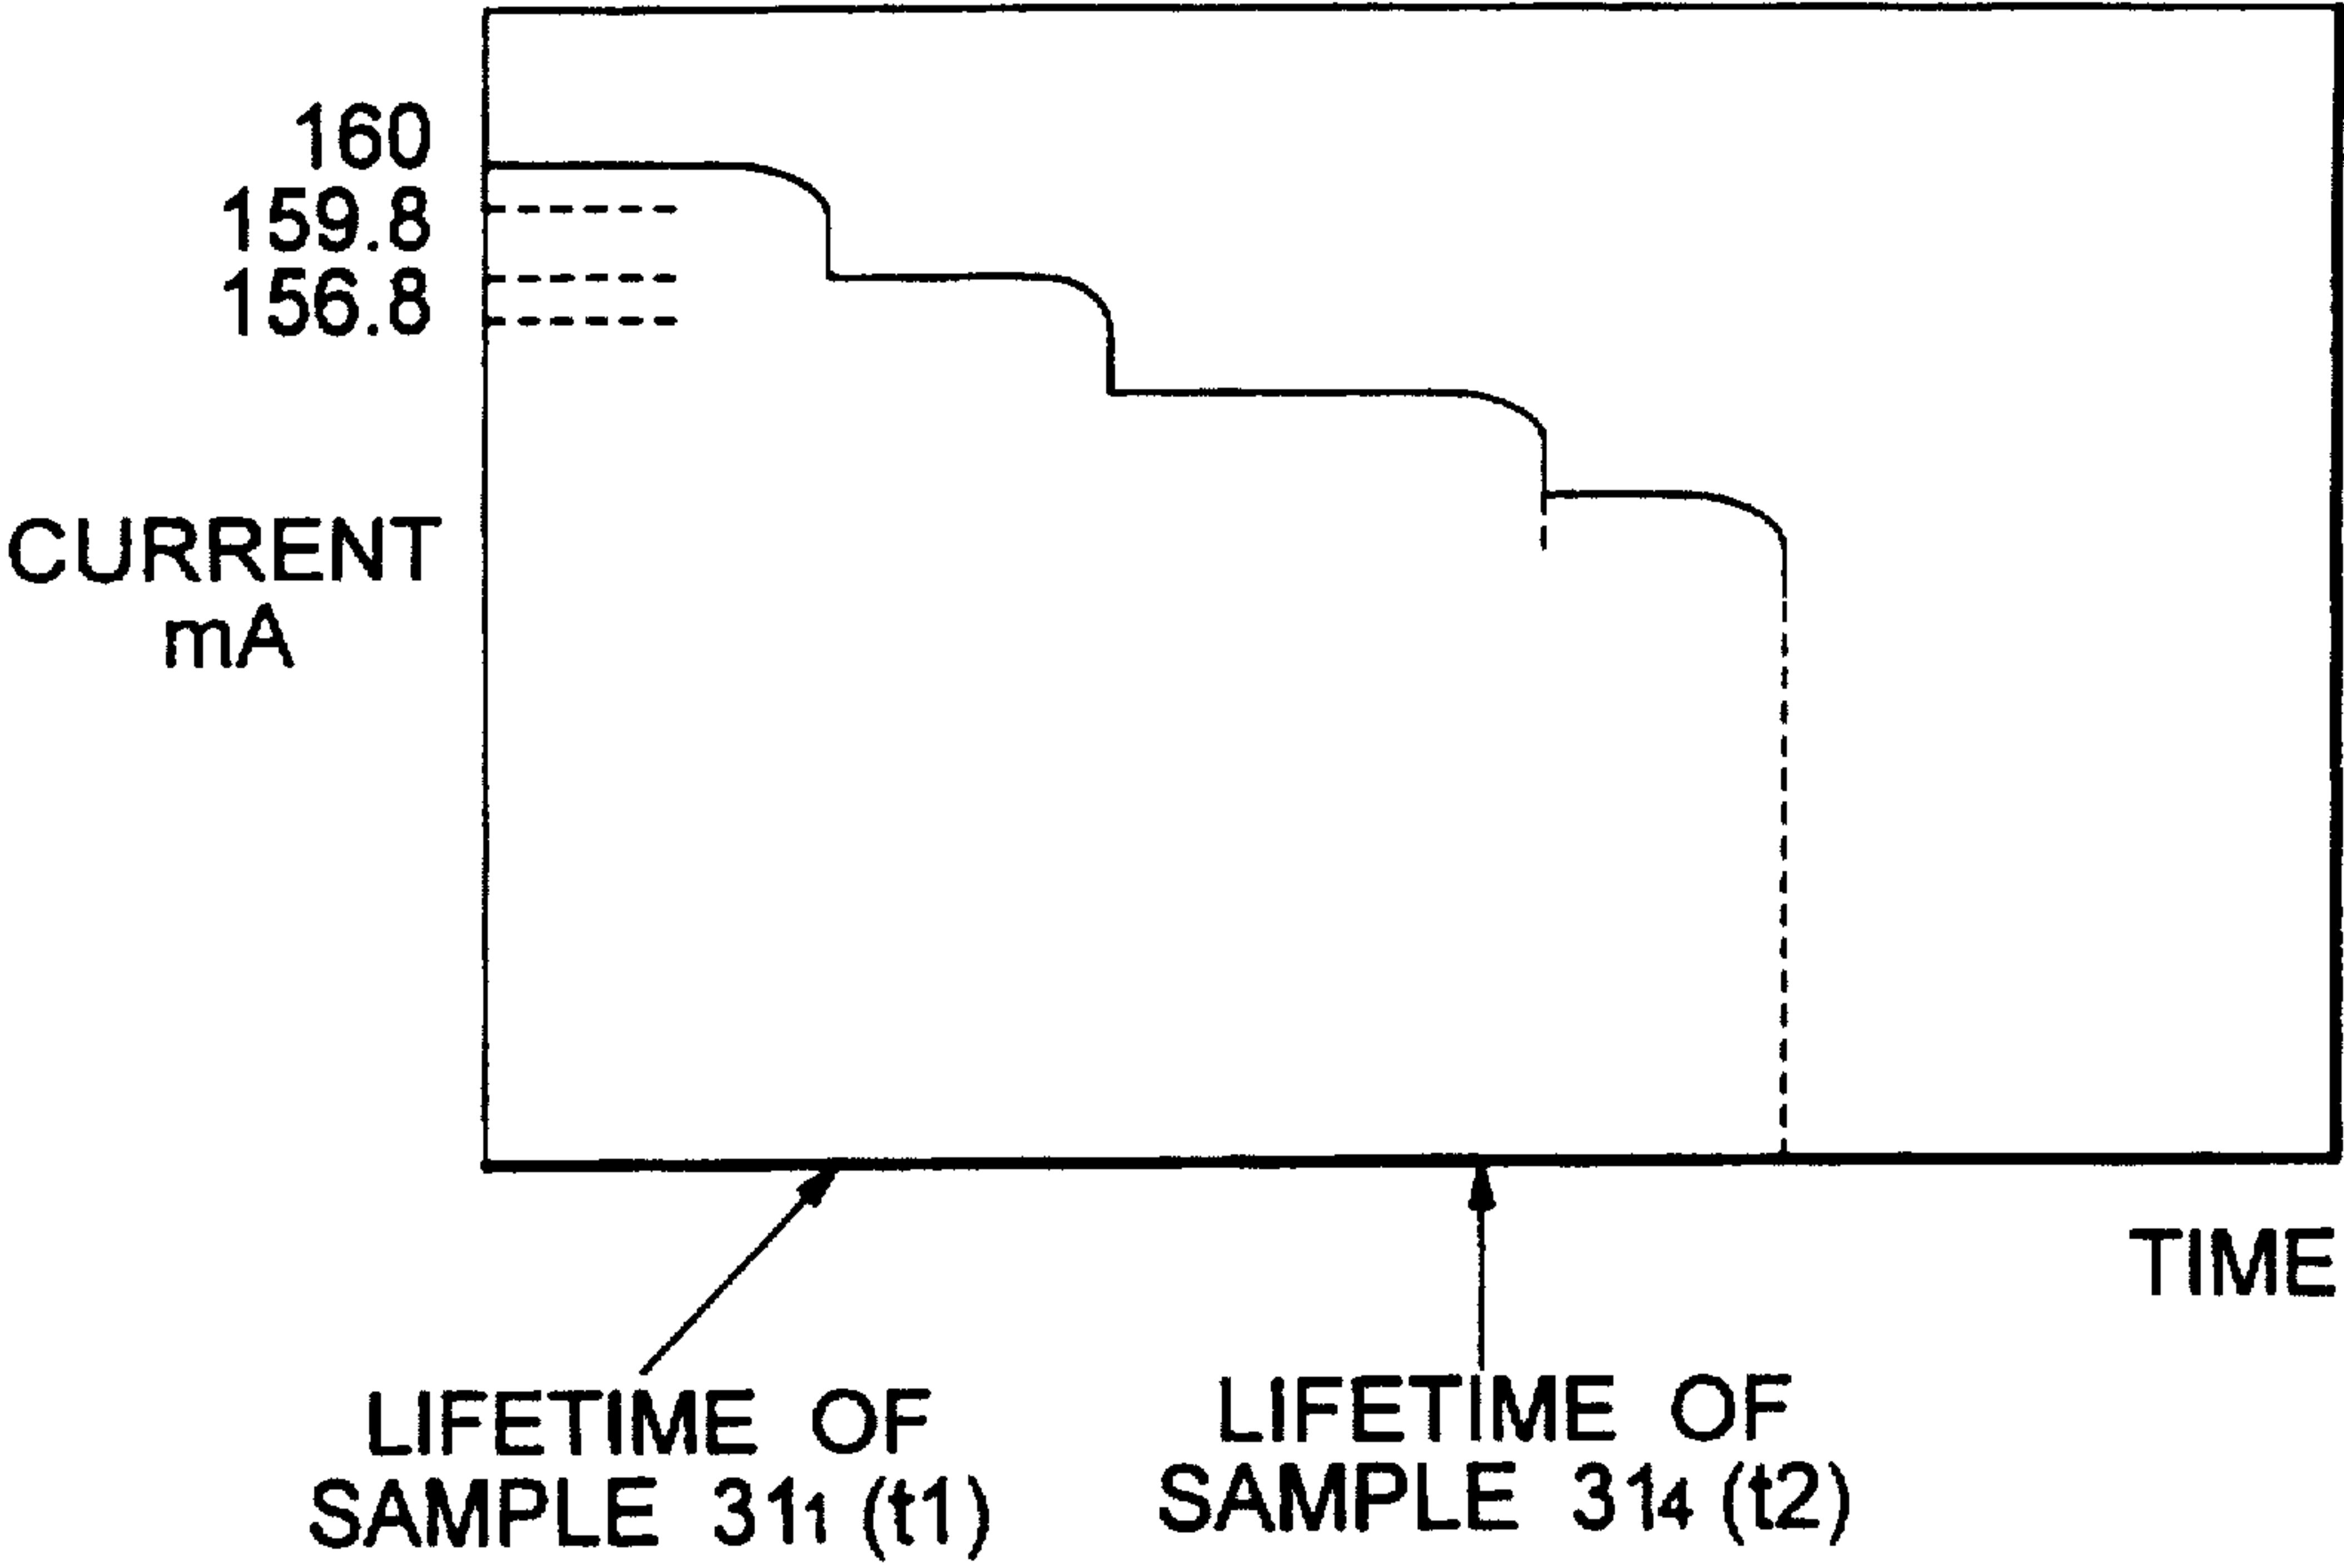 160
159.8
156.8
CURRENT
mA
TIME
LIFETIME OF
SAMPLE 31₁ (t1)
LIFETIME OF
SAMPLE 31₄ (t2)